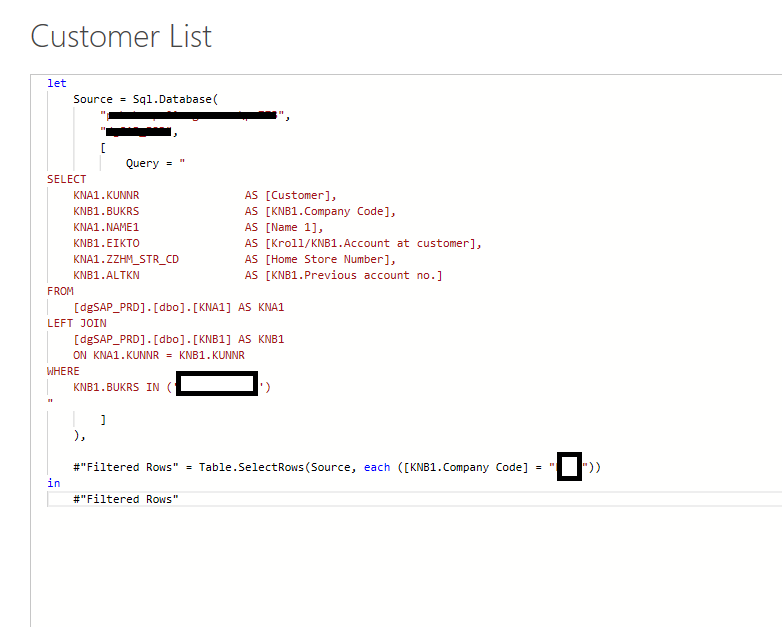 Customer List
let
Source = Sql.Database(
"",
"",
[
Query = "
SELECT
KNA1.KUNNR AS [Customer],
KNB1.BUKRS AS [KNB1.Company Code],
KNA1.NAME1 AS [Name 1],
KNB1.EIKTO AS [Kroll/KNB1.Account at customer],
KNA1.ZZHM_STR_CD AS [Home Store Number],
KNB1.ALTKN AS [KNB1.Previous account no.]
FROM
[dgSAP_PRD].[dbo].[KNA1] AS KNA1
LEFT JOIN
[dgSAP_PRD].[dbo].[KNB1] AS KNB1
ON KNA1.KUNNR = KNB1.KUNNR
WHERE
KNB1.BUKRS IN ('')
"
]
),
#"Filtered Rows" = Table.SelectRows(Source, each ([KNB1.Company Code] = ""))
in
#"Filtered Rows"